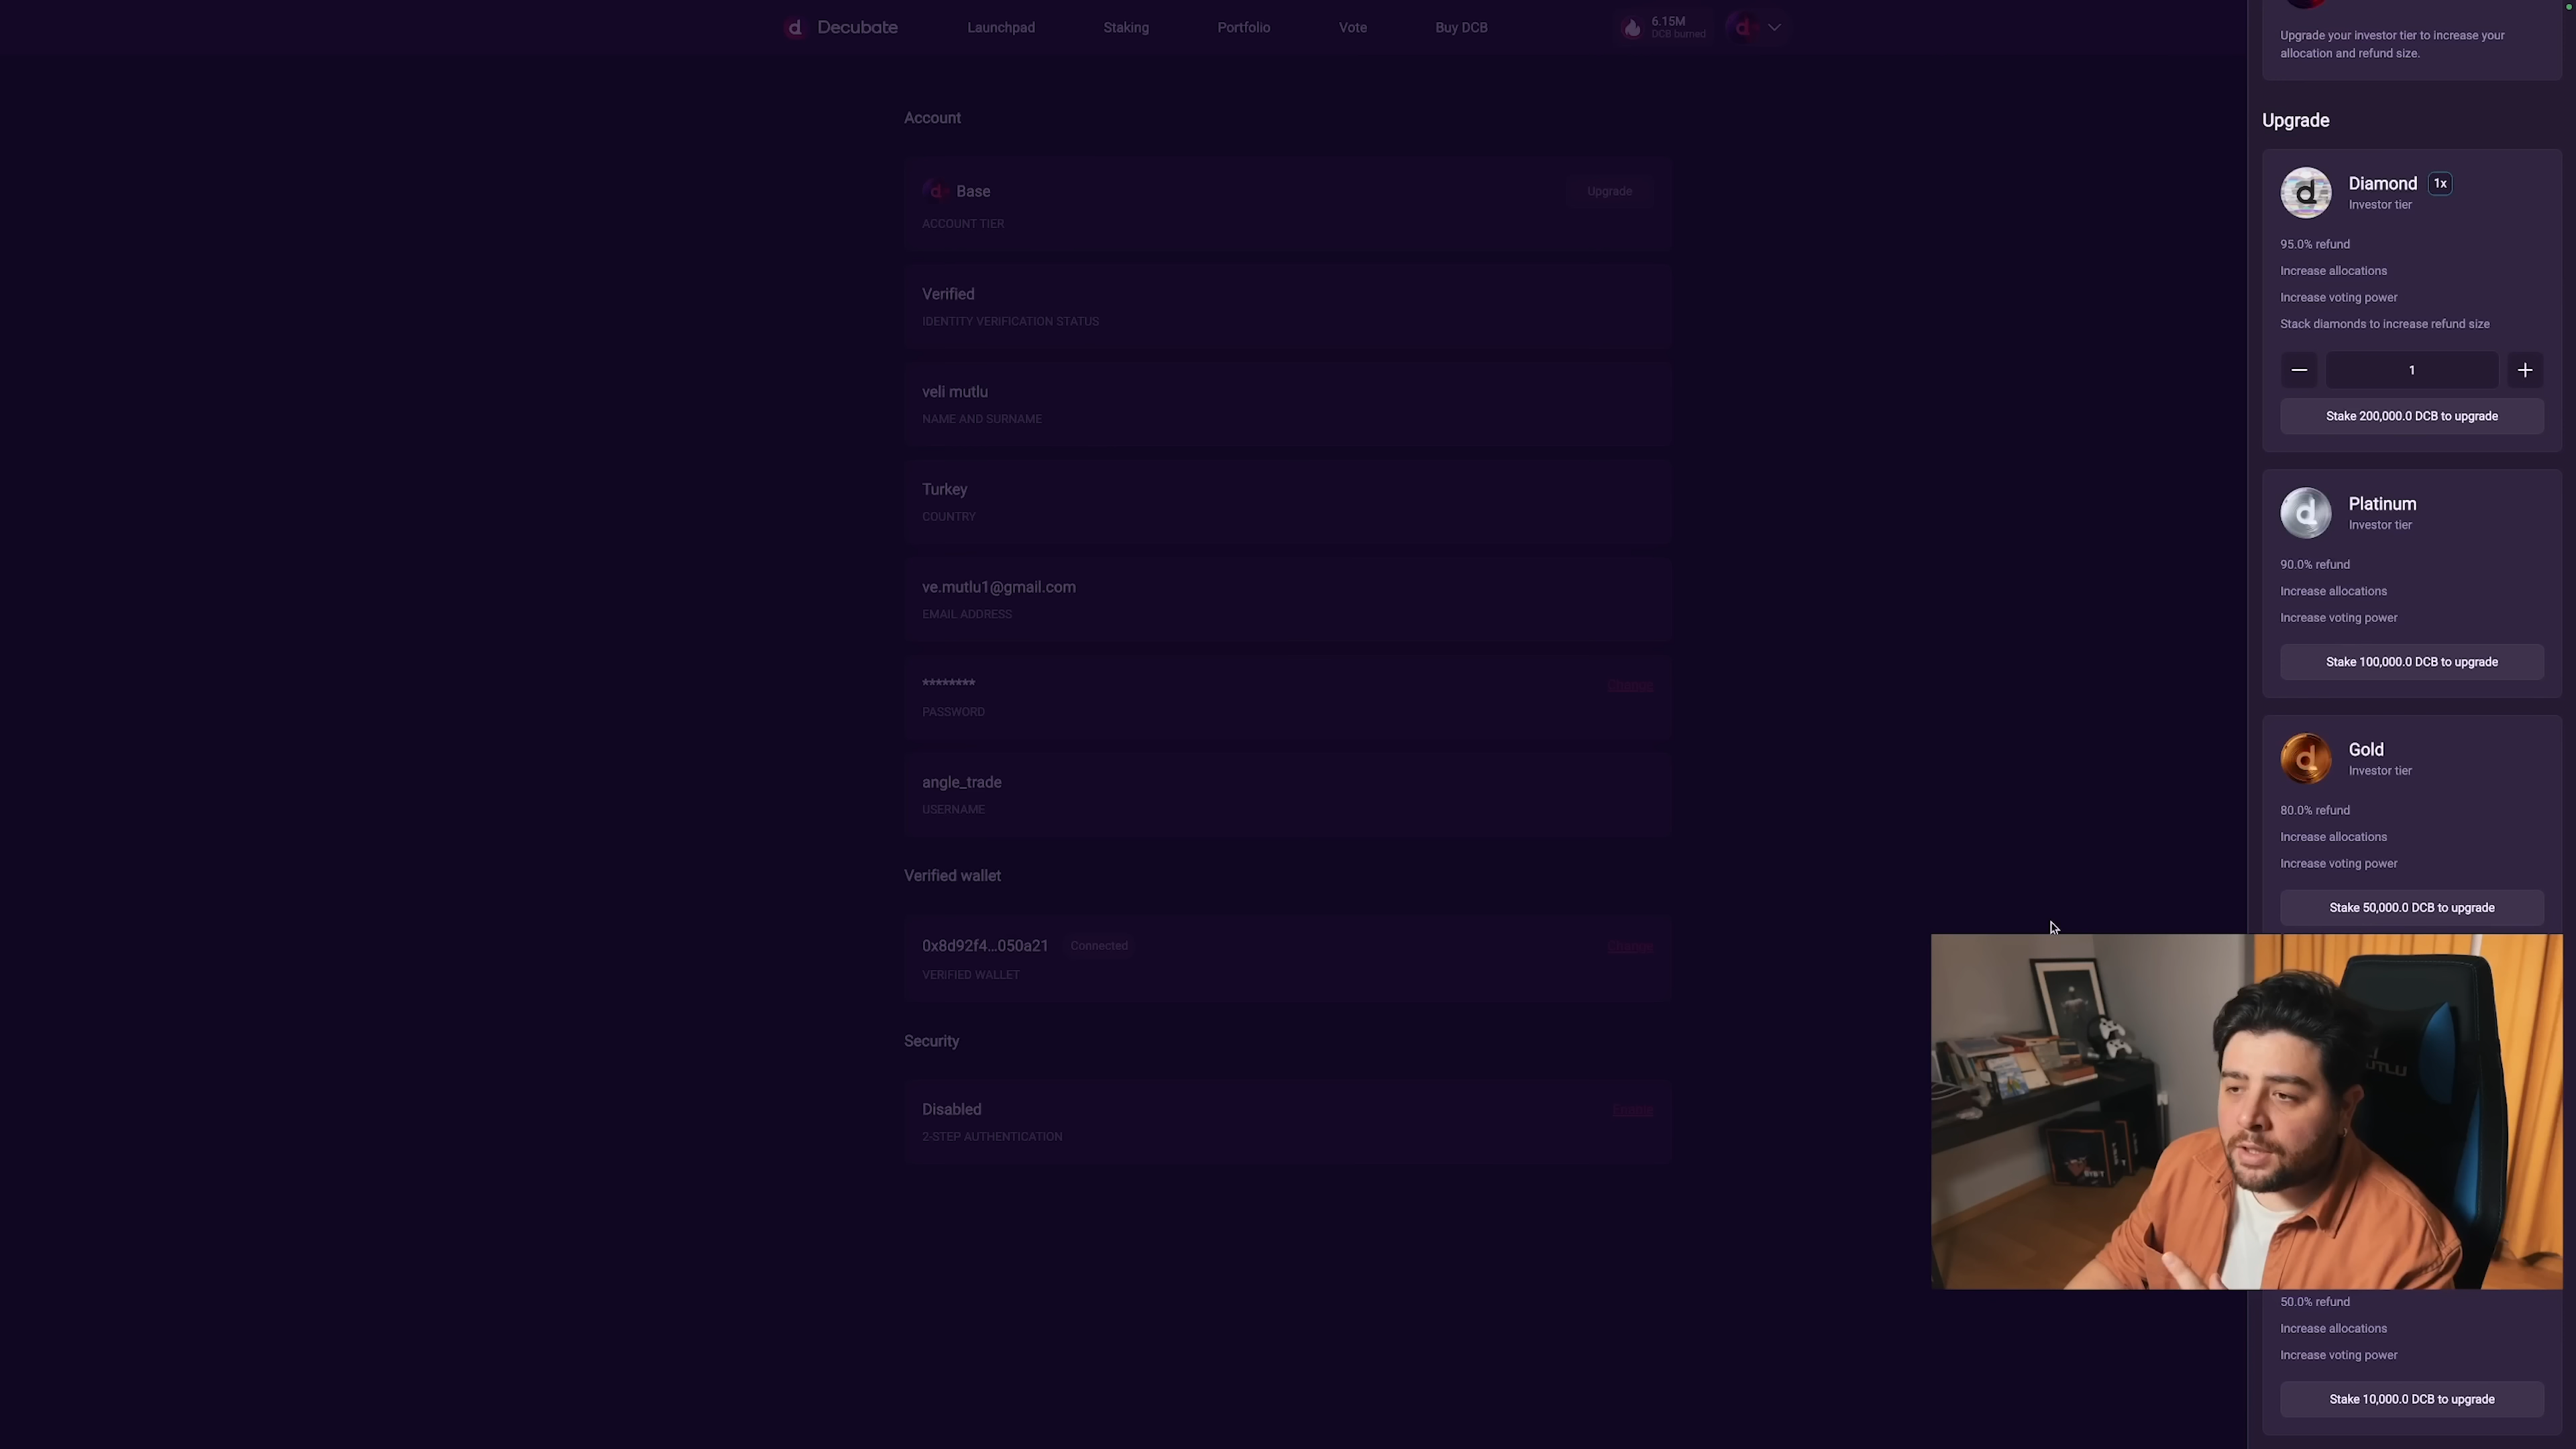 Decubate
Launchpad
Staking
Portfolio
Vote
Buy DCB
6.15M
DCB burned
Account
Base
Upgrade
ACCOUNT TIER
Verified
IDENTITY VERIFICATION STATUS
veli mutlu
NAME AND SURNAME
Turkey
COUNTRY
ve.mutlu1@gmail.com
EMAIL ADDRESS
********
Change
PASSWORD
angle_trade
USERNAME
Verified wallet
0x8d92f4...050a21
Connected
Change
VERIFIED WALLET
Security
Disabled
Enable
2-STEP AUTHENTICATION
Upgrade your investor tier to increase your
allocation and refund size.
Upgrade
Diamond 1x
Investor tier
95.0% refund
Increase allocations
Increase voting power
Stack diamonds to increase refund size
1
Stake 200,000.0 DCB to upgrade
Platinum
Investor tier
90.0% refund
Increase allocations
Increase voting power
Stake 100,000.0 DCB to upgrade
Gold
Investor tier
80.0% refund
Increase allocations
Increase voting power
Stake 50,000.0 DCB to upgrade
50.0% refund
Increase allocations
Increase voting power
Stake 10,000.0 DCB to upgrade